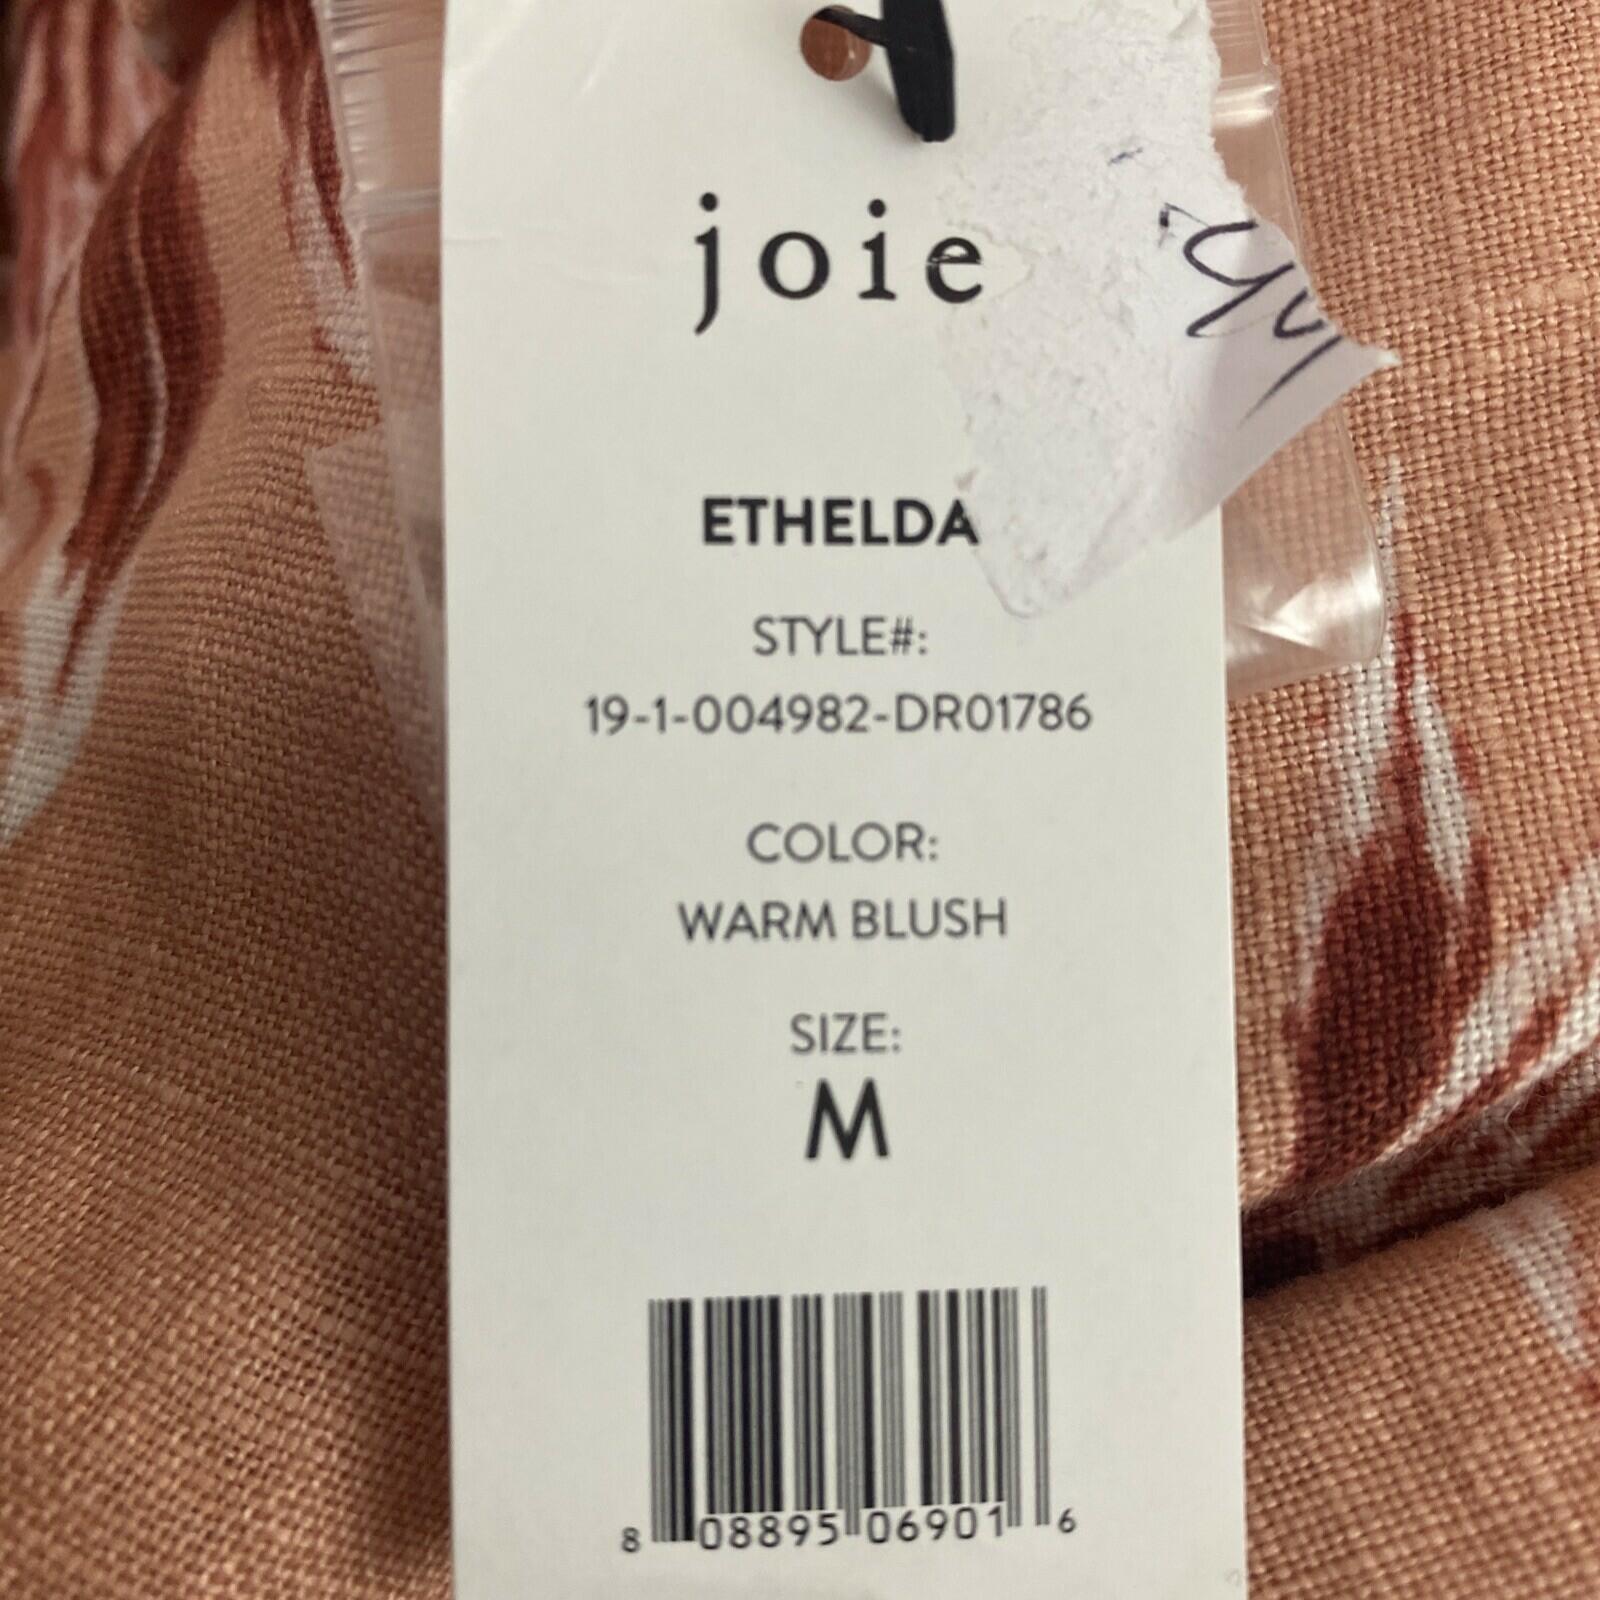 joie
ETHELDA
STYLE#:
19-1-004982-DR01786
COLOR:
WARM BLUSH
SIZE:
M
8 08895 06901 6